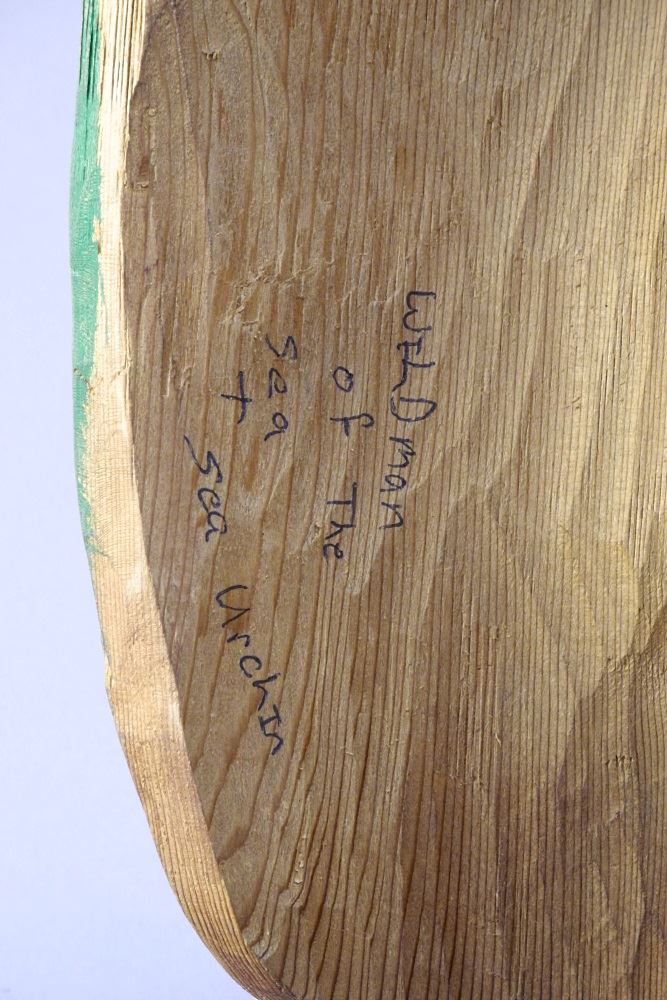 WILDman
of The
Sea
+
Sea UrchIn